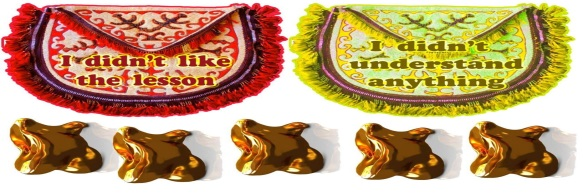 I didn't like
the lesson
I didn't
understand
anything